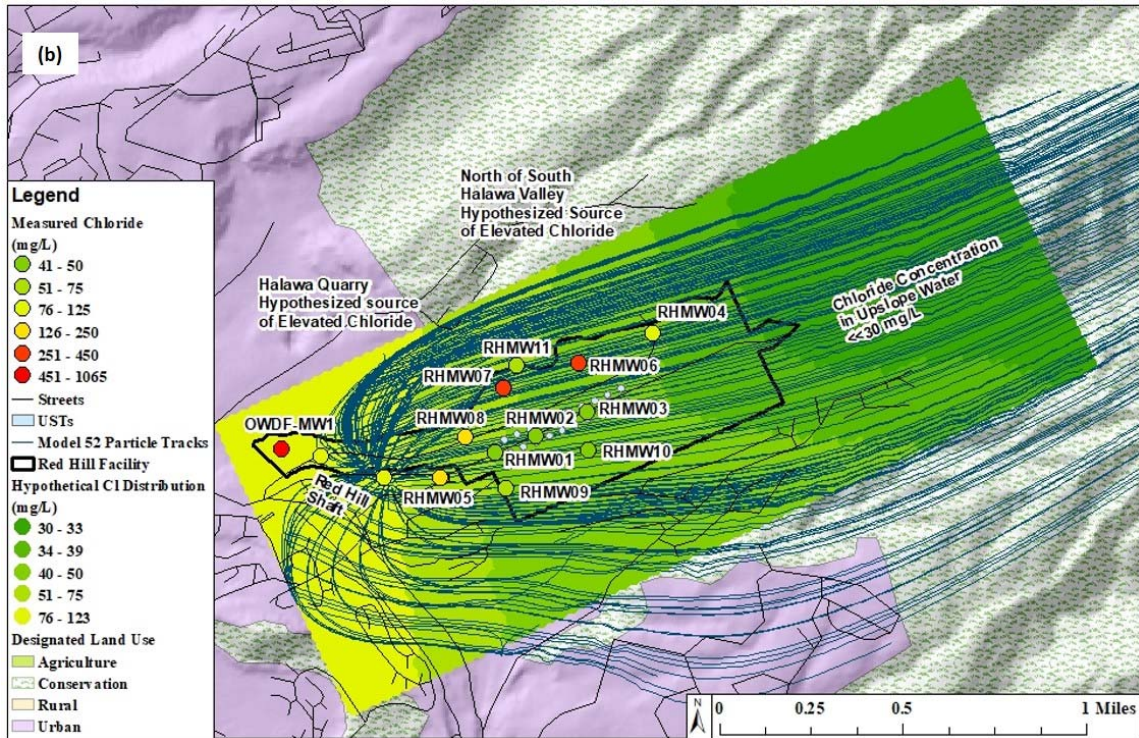 (b)
Legend
Measured Chloride
(mg/L)
41 - 50
51 - 75
76 - 125
126 - 250
251 - 450
451 - 1065
Streets
USTs
Model 52 Particle Tracks
Red Hill Facility
Hypothetical Cl Distribution
(mg/L)
30 - 33
34 - 39
40 - 50
51 - 75
76 - 123
Designated Land Use
Agriculture
Conservation
Rural
Urban
North of South
Halawa Valley
Hypothesized Source
of Elevated Chloride
Halawa Quarry
Hypothesized source
of Elevated Chloride
Chloride Concentration
in Upslope Water
<<30 mg/L
RHMW04
RHMW11
RHMW06
RHMW07
RHMW03
RHMW02
RHMW08
OWDF-MW1
RHMW01
RHMW10
RHMW09
RHMW05
Red Hill
Shaft
N
0 0.25 0.5 1 Miles